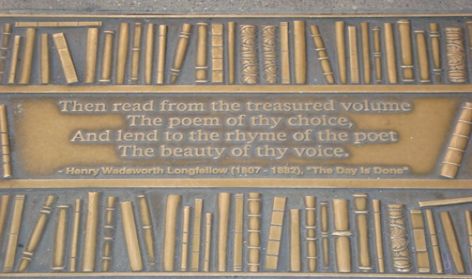 Then read from the treasured volume
The poem of thy choice,
And lend to the rhyme of the poet
The beauty of thy voice.
- Henry Wadsworth Longfellow (1807 - 1882), "The Day Is Done"